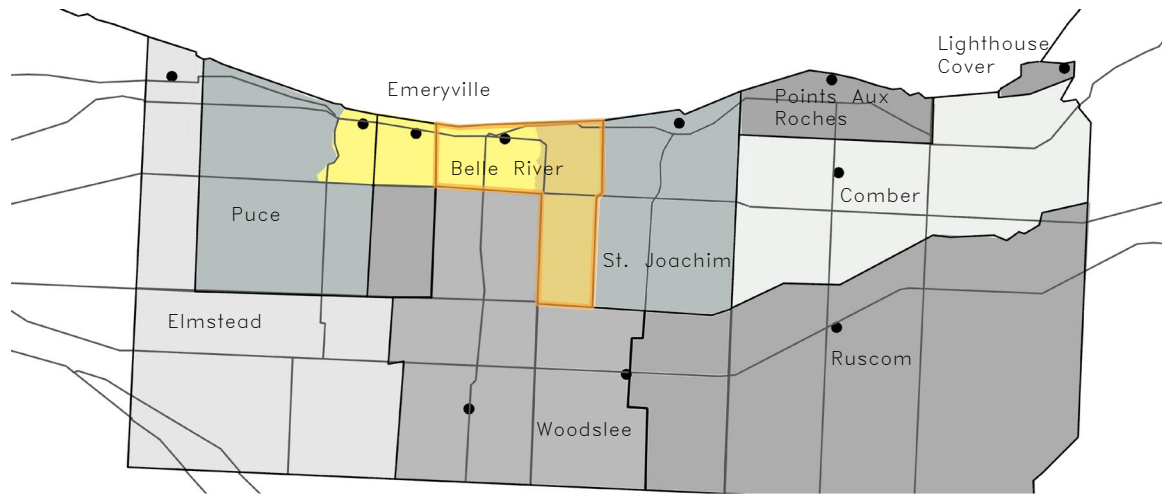 Lighthouse
Cover
Emeryville
Points Aux
Roches
Belle River
Comber
Puce
St. Joachim
Elmstead
Ruscom
Woodslee